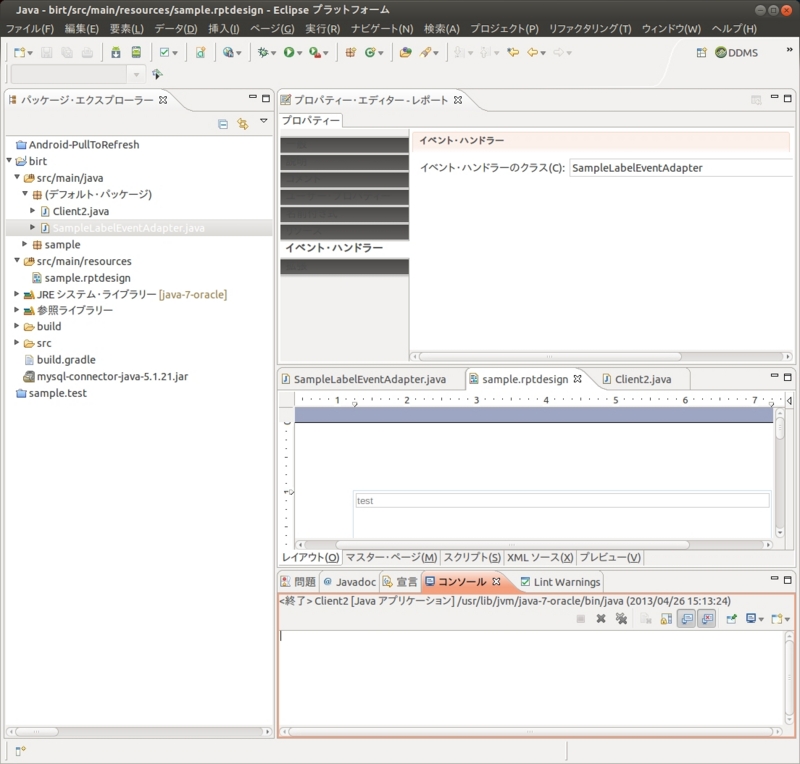 Java - birt/src/main/resources/sample.rptdesign - Eclipse プラットフォーム
ファイル(F) 編集(E) 要素(L) データ(D) 挿入(I) ページ(G) 実行(R) ナビゲート(N) 検索(A) プロジェクト(P) リファクタリング(T) ウィンドウ(W) ヘルプ(H)
DDMS
パッケージ・エクスプローラー
Android-PullToRefresh
birt
src/main/java
(デフォルト・パッケージ)
Client2.java
SampleLabelEventAdapter.java
sample
src/main/resources
sample.rptdesign
JRE システム・ライブラリー [java-7-oracle]
参照ライブラリー
build
src
build.gradle
mysql-connector-java-5.1.21.jar
sample.test
プロパティー・エディター - レポート
プロパティー
イベント・ハンドラー
イベント・ハンドラー
イベント・ハンドラーのクラス(C): SampleLabelEventAdapter
SampleLabelEventAdapter.java sample.rptdesign Client2.java
1 2 3 4 5 6 7
test
レイアウト(O) マスター・ページ(M) スクリプト(S) XML ソース(X) プレビュー(V)
問題 @ Javadoc 宣言 コンソール Lint Warnings
<終了> Client2 [Java アプリケーション] /usr/lib/jvm/java-7-oracle/bin/java (2013/04/26 15:13:24)